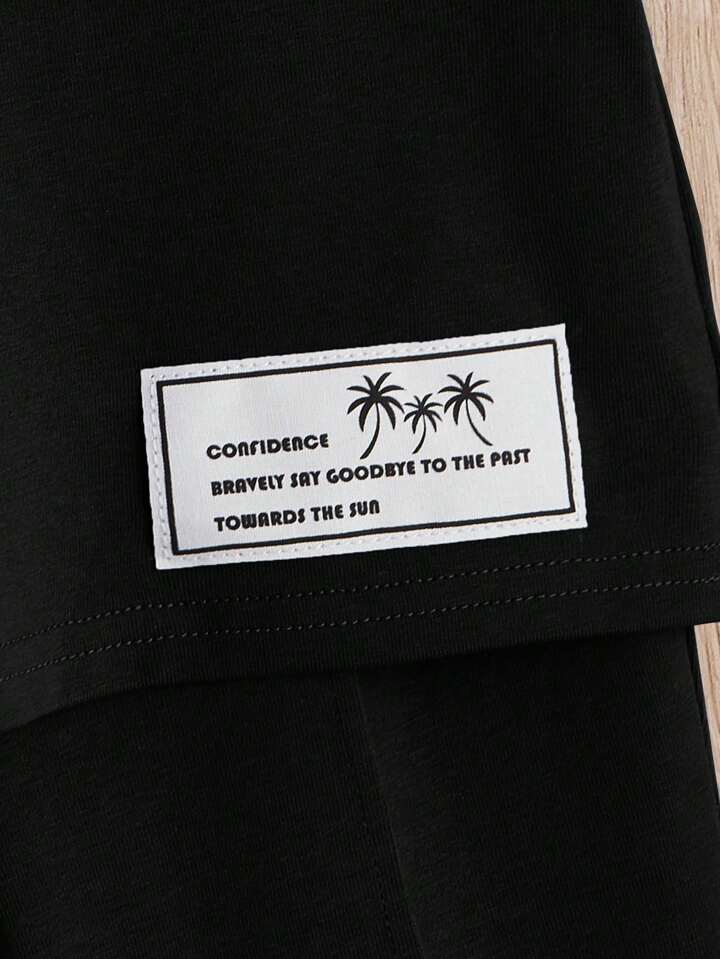 CONFIDENCE
BRAVELY SAY GOODBYE TO THE PAST
TOWARDS THE SUN